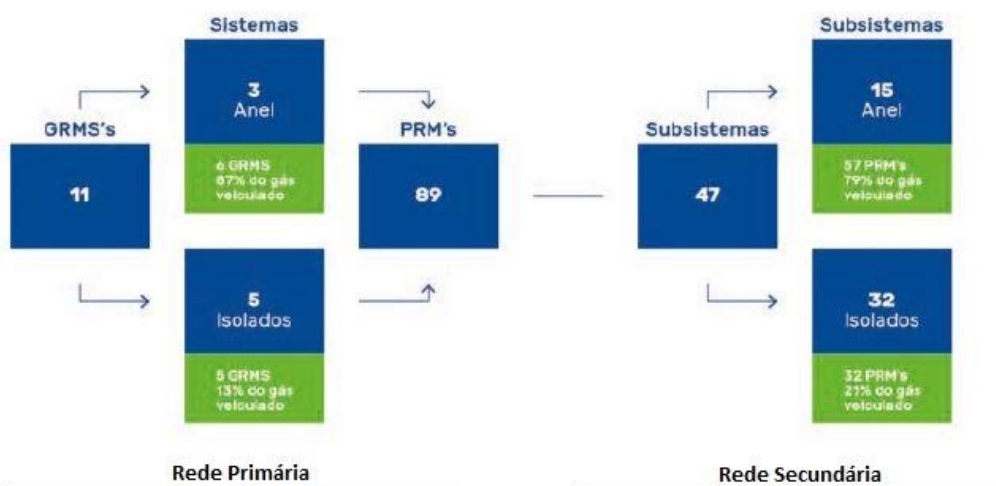 Sistemas
3
Anel
6 GRMS
87% do gás
veiculado
GRMS's
11
PRM's
89
5
Isolados
5 GRMS
13% do gás
veiculado
Rede Primária
Subsistemas
47
Subsistemas
15
Anel
57 PRM's
79% do gás
veiculado
32
Isolados
32 PRM's
21% do gás
veiculado
Rede Secundária